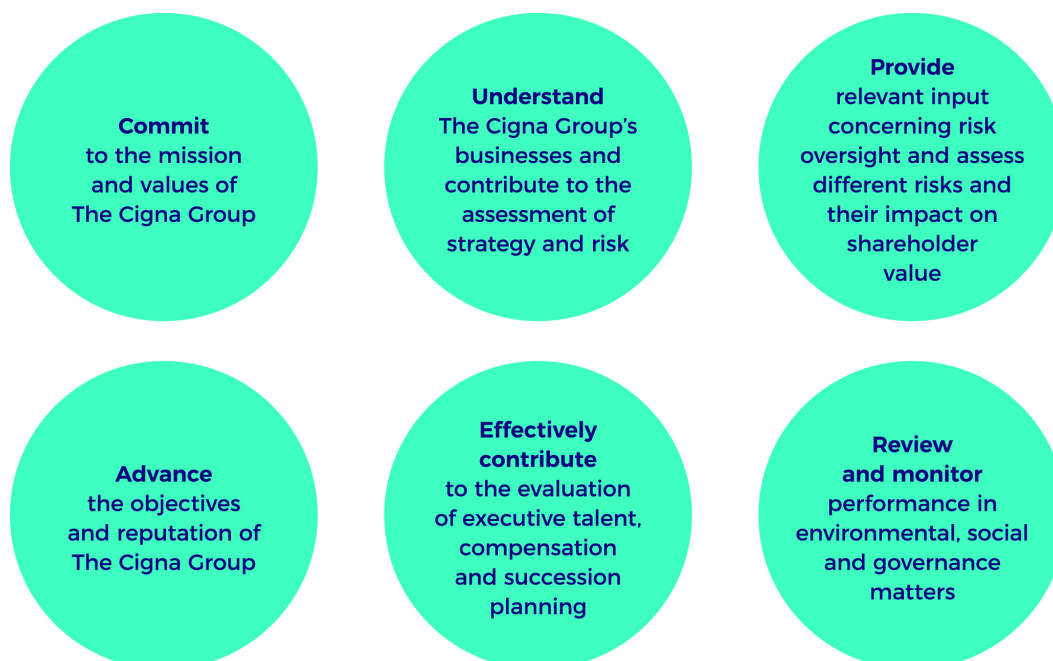 Commit
to the mission
and values of
The Cigna Group
Understand
The Cigna Group's
businesses and
contribute to the
assessment of
strategy and risk
Provide
relevant input
concerning risk
oversight and assess
different risks and
their impact on
shareholder
value
Advance
the objectives
and reputation of
The Cigna Group
Effectively
contribute
to the evaluation
of executive talent,
compensation
and succession
planning
Review
and monitor
performance in
environmental, social
and governance
matters